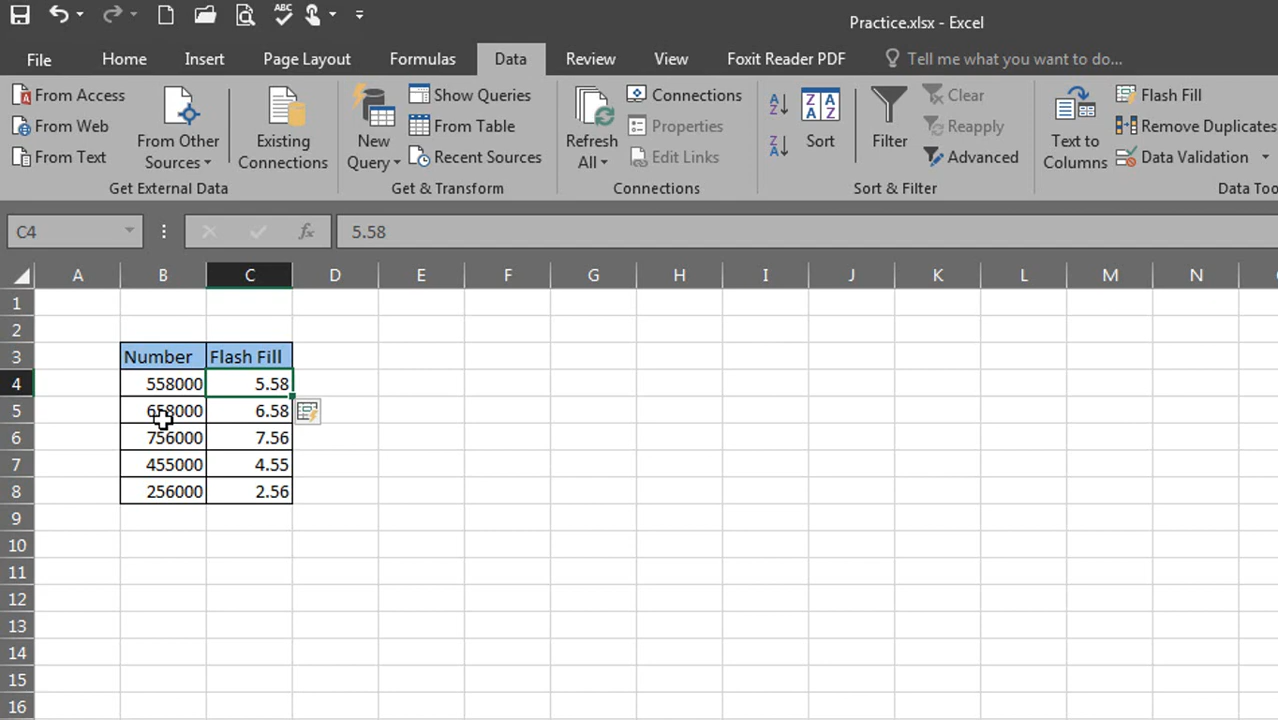 Practice.xlsx - Excel
File Home Insert Page Layout Formulas Data Review View Foxit Reader PDF Tell me what you want to do...
From Access
From Web
From Text
From Other Sources
Existing Connections
Get External Data
New Query
Show Queries
From Table
Recent Sources
Get & Transform
Refresh All
Connections
Properties
Edit Links
Connections
A Z
Z A
Z A A Z
Sort
Filter
Clear
Reapply
Advanced
Sort & Filter
Text to Columns
Flash Fill
Remove Duplicates
Data Validation
Data Too
ABC
C4 fx 5.58
A B C D E F G H I J K L M N
1
2
3 Number Flash Fill
4 558000 5.58
5 658000 6.58
6 756000 7.56
7 455000 4.55
8 256000 2.56
9
10
11
12
13
14
15
16